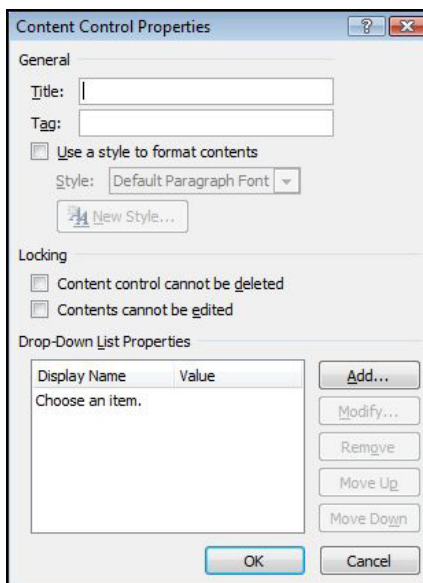 Content Control Properties
General
Title:
Tag:
Use a style to format contents
Style: Default Paragraph Font
New Style...
Locking
Content control cannot be deleted
Contents cannot be edited
Drop-Down List Properties
Display Name Value Add...
Choose an item.
Modify...
Remove
Move Up
Move Down
OK Cancel